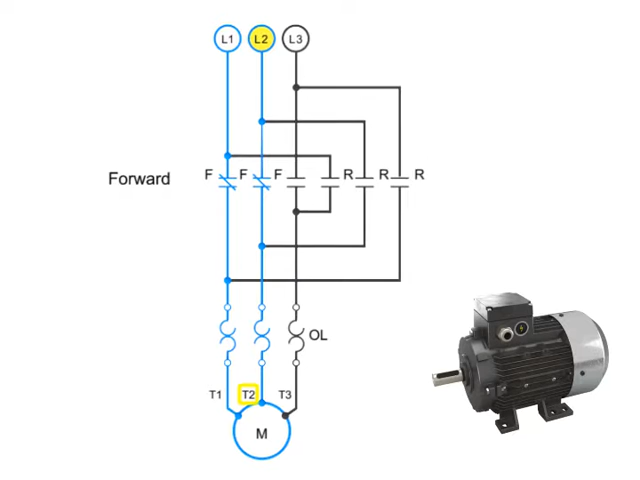 L1 L2 L3
Forward F F F R R R
OL
T1 T2 T3
M